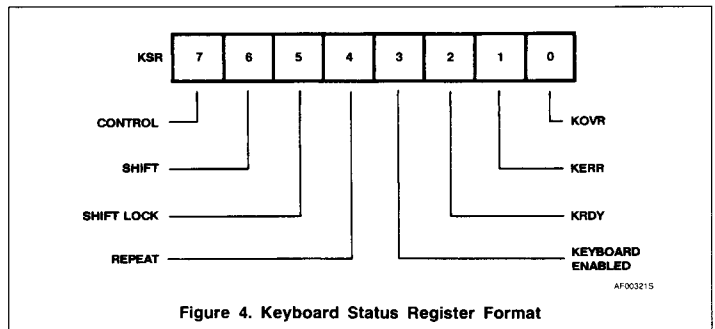 KSR 7 6 5 4 3 2 1 0
CONTROL
KOVR
SHIFT
KERR
SHIFT LOCK
KRDY
REPEAT
KEYBOARD
ENABLED
AF00321S
Figure 4. Keyboard Status Register Format